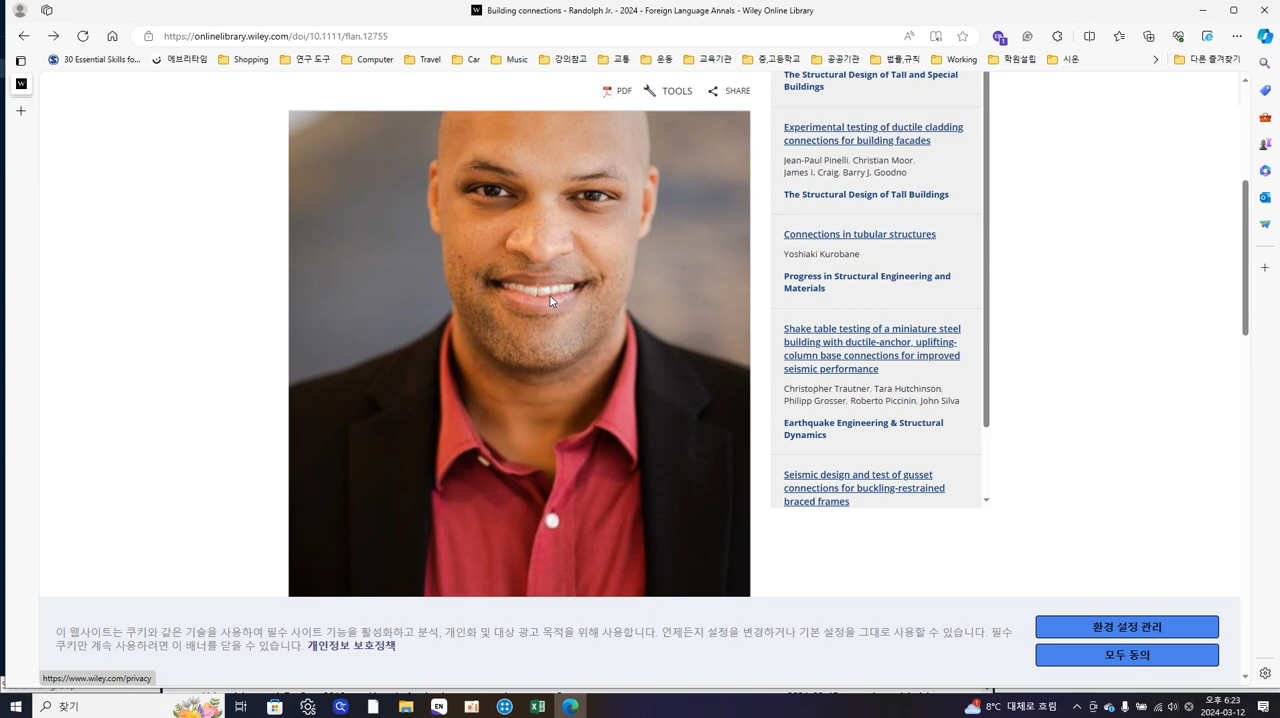 Building connections - Randolph Jr. - 2024 - Foreign Language Annals - Wiley Online Library
https://onlinelibrary.wiley.com/doi/10.1111/flan.12755
30 Essential Skills fo...
애브리타임
Shopping
연구 도구
Computer
Travel
Car
Music
강의참고
교통
운동
교육기관
중,고등학교
공공기관
법률,규칙
Working
학원설립
시온
다른 즐겨찾기
PDF
TOOLS
SHARE
The Structural Design of Tall and Special
Buildings
Experimental testing of ductile cladding
connections for building facades
Jean-Paul Pinelli, Christian Moor,
James I. Craig, Barry J. Goodno
The Structural Design of Tall Buildings
Connections in tubular structures
Yoshiaki Kurobane
Progress in Structural Engineering and
Materials
Shake table testing of a miniature steel
building with ductile-anchor, uplifting-
column base connections for improved
seismic performance
Christopher Trautner, Tara Hutchinson,
Philipp Grosser, Roberto Piccinin, John Silva
Earthquake Engineering & Structural
Dynamics
Seismic design and test of gusset
connections for buckling-restrained
braced frames
이 웹사이트는 쿠키와 같은 기술을 사용하여 필수 사이트 기능을 활성화하고 분석, 개인화 및 대상 광고 목적을 위해 사용합니다. 언제든지 설정을 변경하거나 기본 설정을 그대로 사용할 수 있습니다. 필수
쿠키만 계속 사용하려면 이 배너를 닫을 수 있습니다. 개인정보 보호정책
환경 설정 관리
모두 동의
https://www.wiley.com/privacy
찾기
EN
8°C 대체로 흐림
오후 6:23
2024-03-12